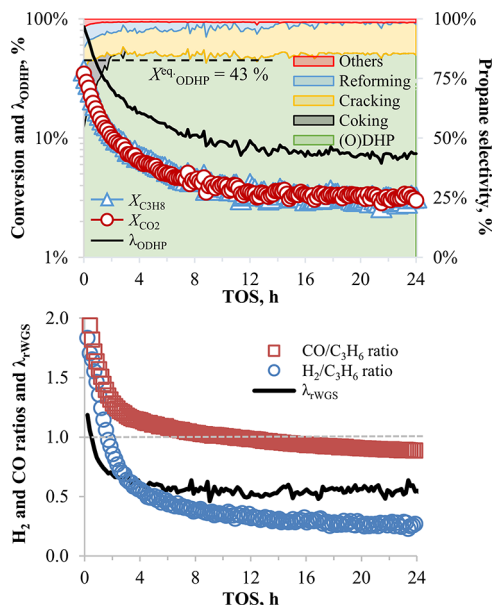 100%
10%
1%
Conversion and λODHP, %
100%
75%
50%
25%
0%
Propane selectivity, %
Xeq.ODHP = 43 %
Others
Reforming
Cracking
Coking
(O)DHP
XC3H8
XCO2
λODHP
0 4 8 12 16 20 24
TOS, h
2.0
1.5
1.0
0.5
0.0
H2 and CO ratios and λrWGS
CO/C3H6 ratio
H2/C3H6 ratio
λrWGS
0 4 8 12 16 20 24
TOS, h